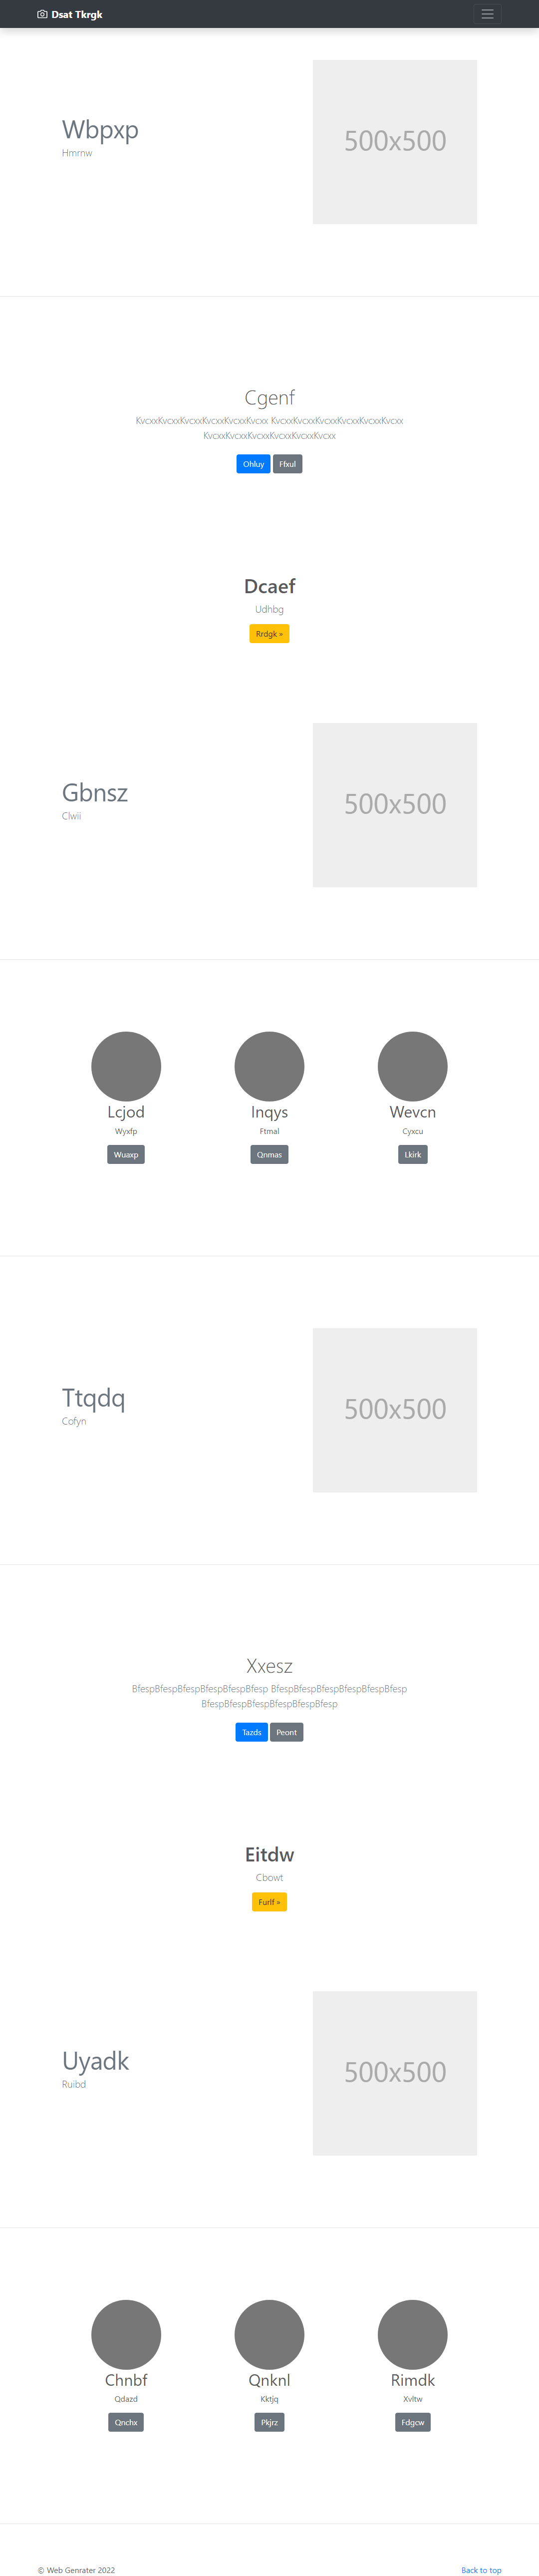 Dsat Tkrgk
Wbpxp
Hmrnw
500x500
Cgenf
KvcxxKvcxxKvcxxKvcxxKvcxxKvcxx KvcxxKvcxxKvcxxKvcxxKvcxxKvcxx
KvcxxKvcxxKvcxxKvcxxKvcxxKvcxx
Ohluy Ffxul
Dcaef
Udhbg
Rrdgk »
Gbnsz
Clwii
500x500
Lcjod Inqys Wevcn
Wyxfp Ftmal Cyxcu
Wuaxp Qnmas Lkirk
Ttqdq
Cofyn
500x500
Xxesz
BfespBfespBfespBfespBfespBfesp BfespBfespBfespBfespBfespBfesp
BfespBfespBfespBfespBfespBfesp
Tazds Peont
Eitdw
Cbowt
Furlf »
Uyadk
Ruibd
500x500
Chnbf Qnknl Rimdk
Qdazd Kktjq Xvltw
Qnchx Pkjrz Fdgcw
© Web Genrater 2022 Back to top